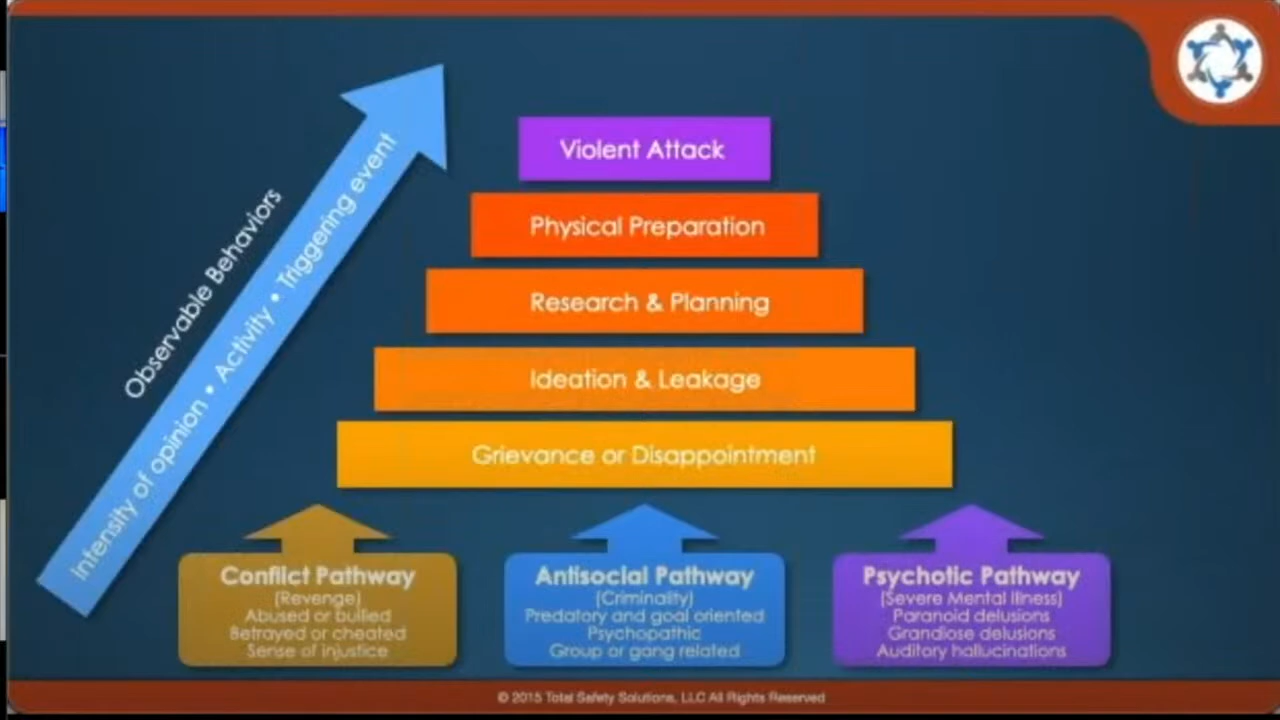 Violent Attack
Physical Preparation
Research & Planning
Ideation & Leakage
Grievance or Disappointment
Observable Behaviors
Intensity of opinion • Activity • Triggering event
Conflict Pathway
(Revenge)
Abused or bullied
Betrayed or cheated
Sense of injustice
Antisocial Pathway
(Criminality)
Predatory and goal oriented
Psychopathic
Group or gang related
Psychotic Pathway
(Severe Mental Illness)
Paranoid delusions
Grandiose delusions
Auditory hallucinations
© 2015 Total Safety Solutions, LLC All Rights Reserved